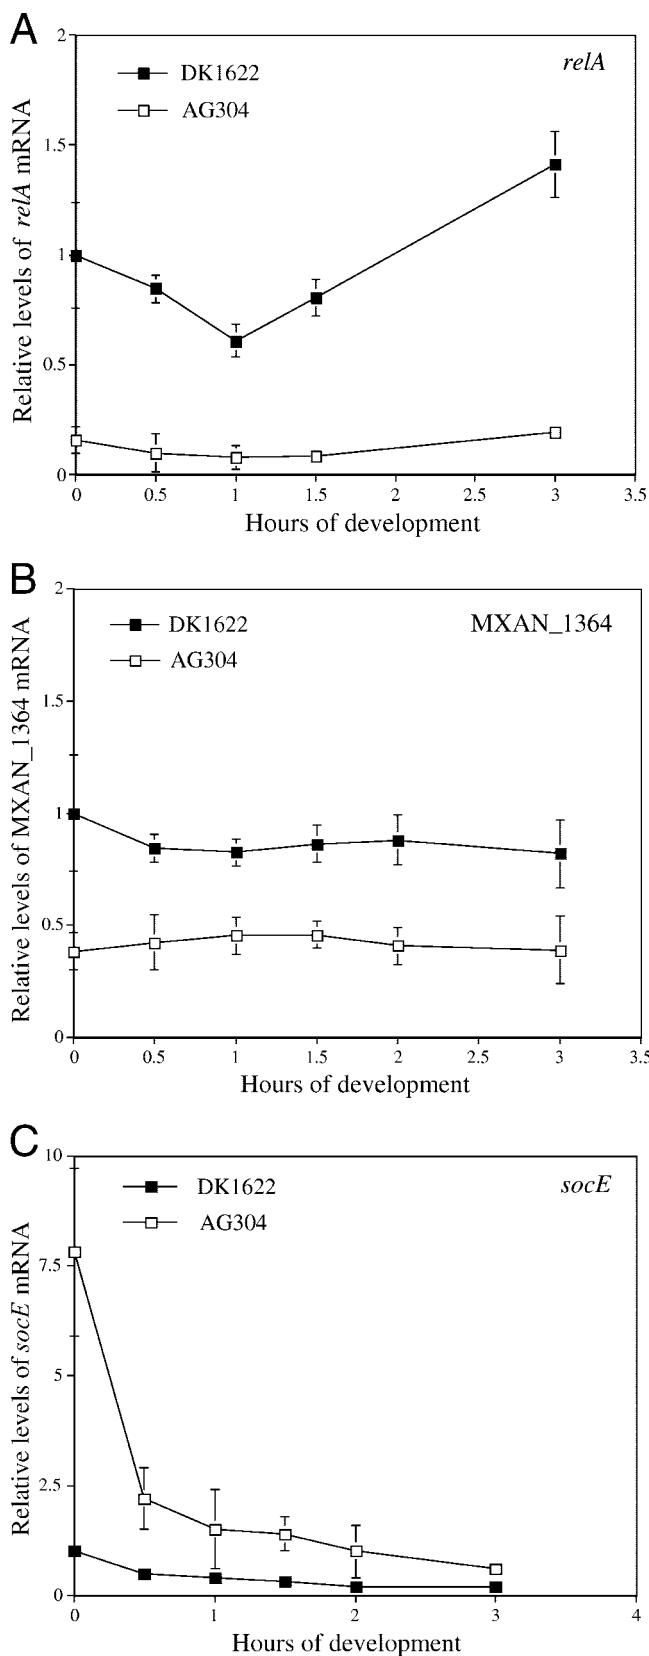 A
Relative levels of relA mRNA
2
1.5
1
0.5
0
DK1622
AG304
relA
0 0.5 1 1.5 2 2.5 3 3.5
Hours of development
B
Relative levels of MXAN_1364 mRNA
2
1.5
1
0.5
0
DK1622
AG304
MXAN_1364
0 0.5 1 1.5 2 2.5 3 3.5
Hours of development
C
Relative levels of socE mRNA
10
7.5
5
2.5
0
DK1622
AG304
socE
0 1 2 3 4
Hours of development